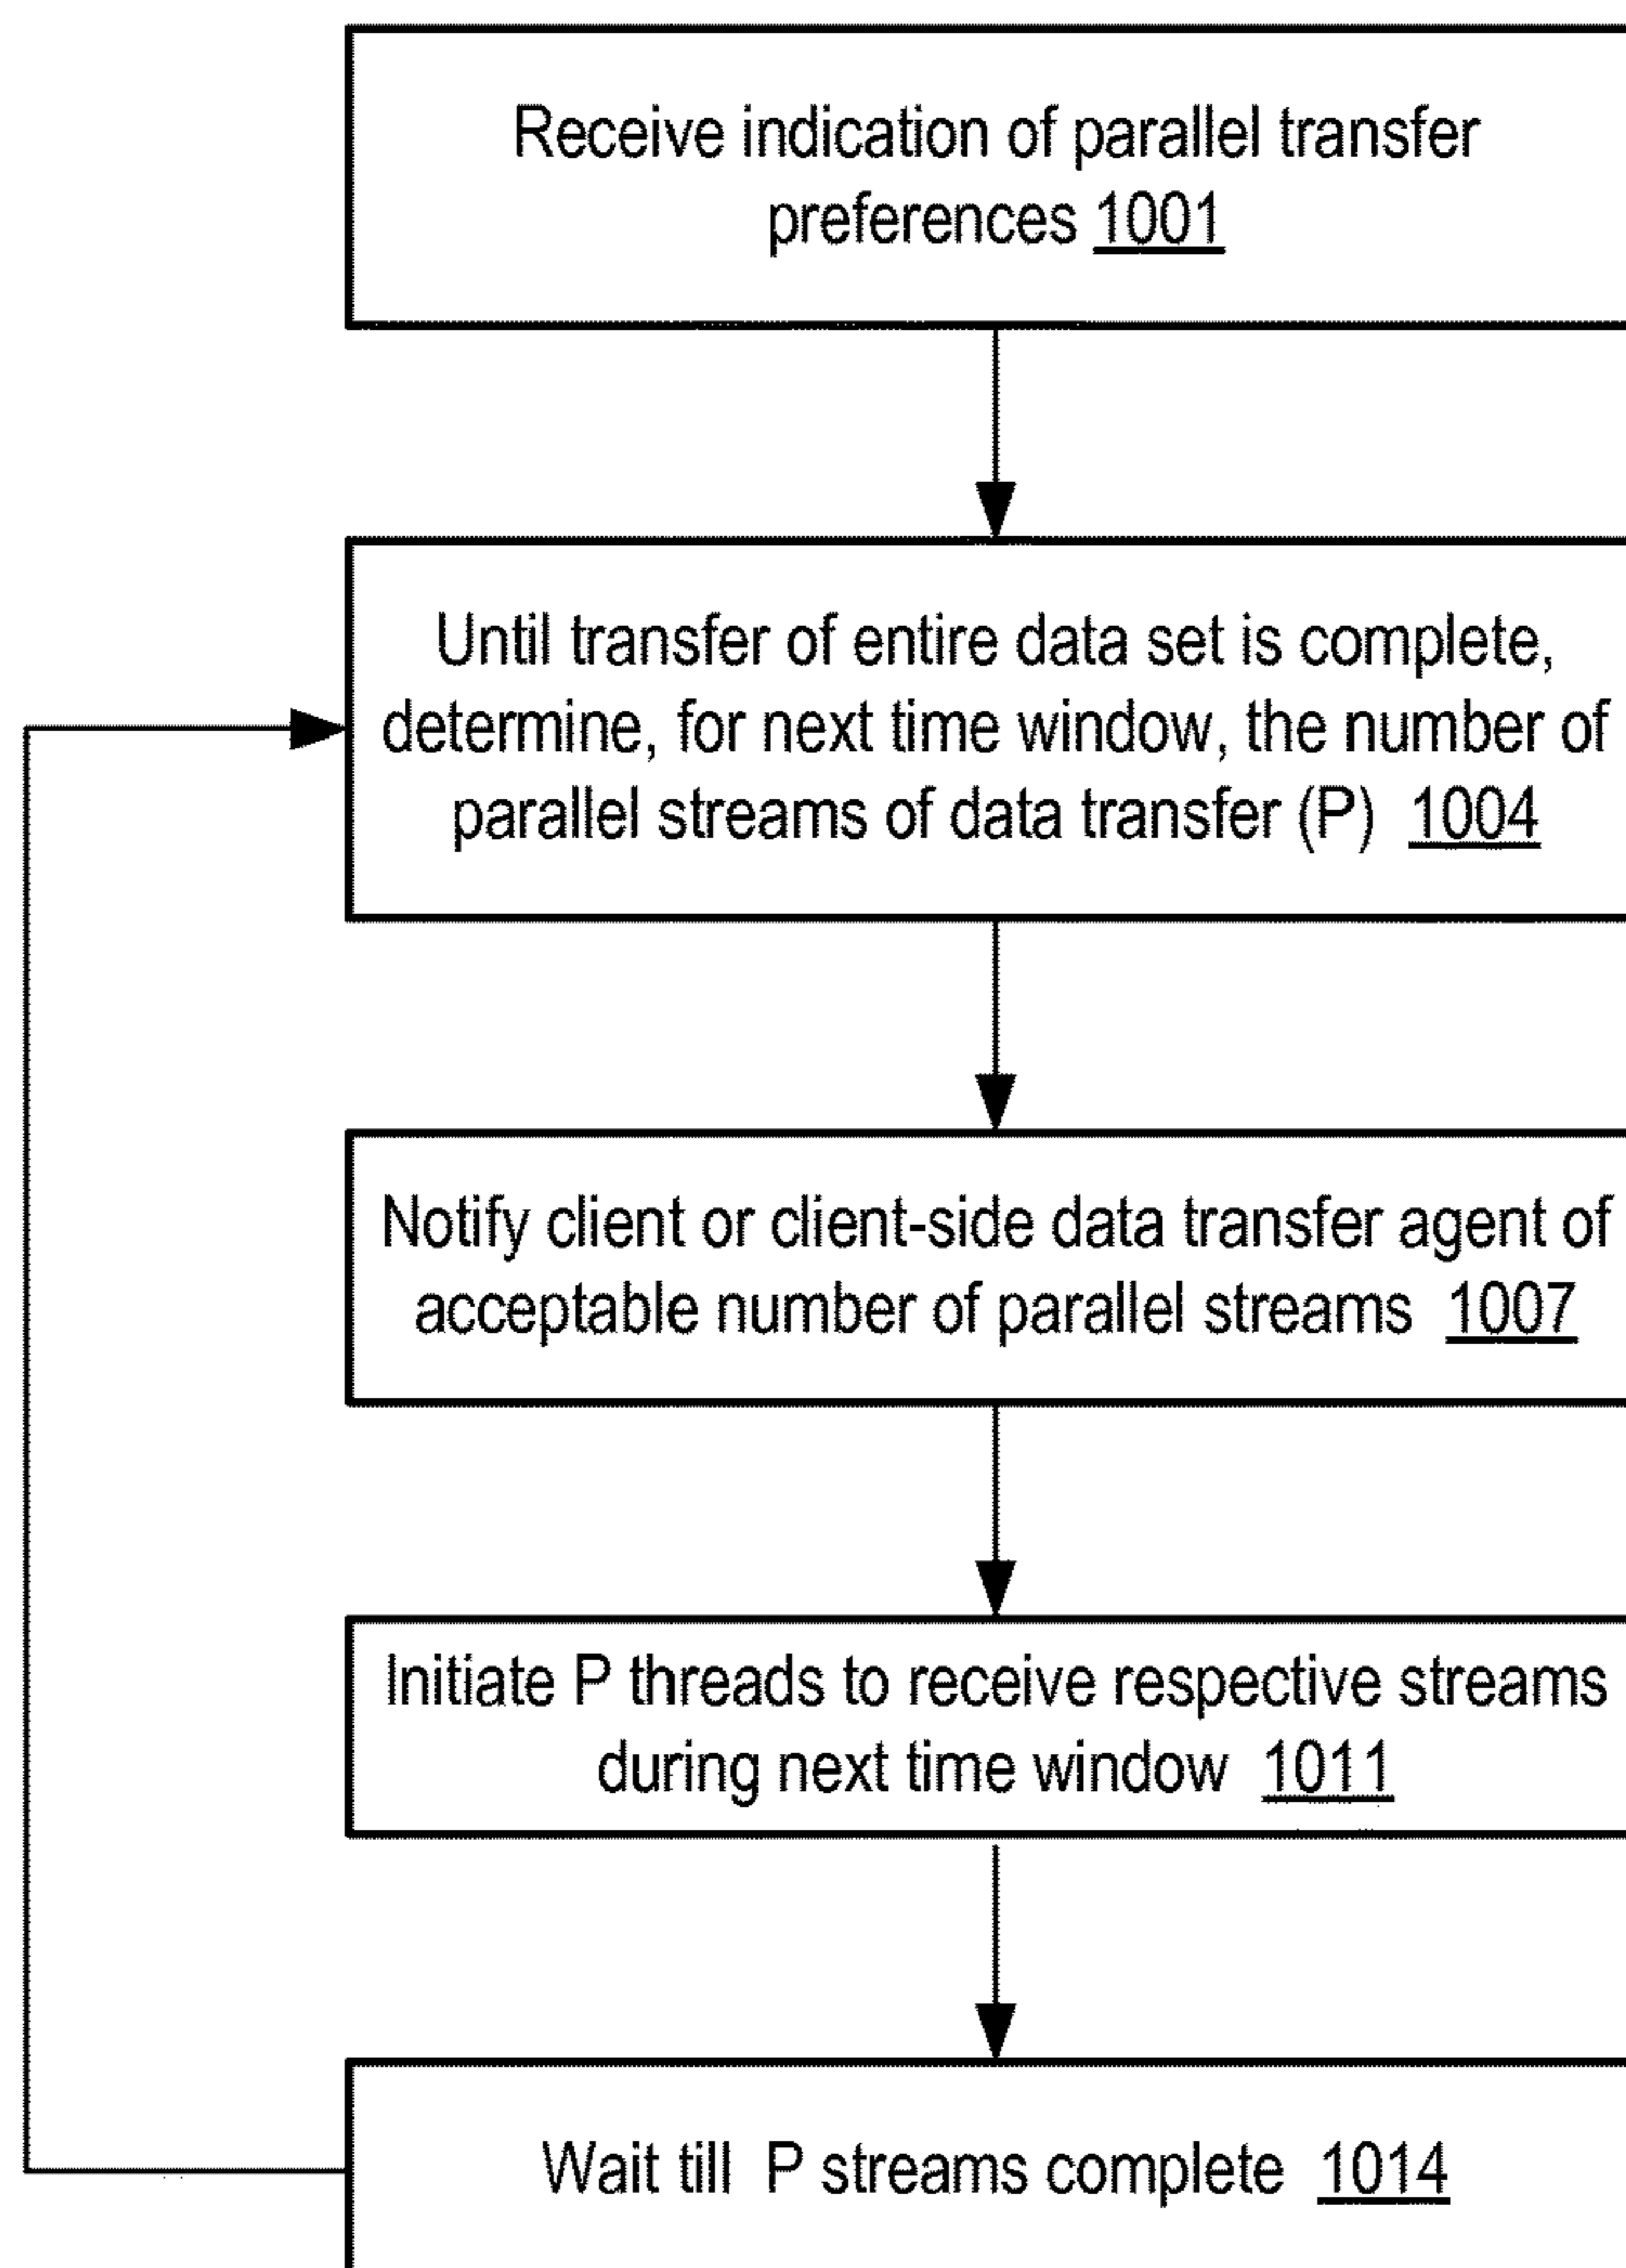 Receive indication of parallel transfer
preferences 1001
Until transfer of entire data set is complete,
determine, for next time window, the number of
parallel streams of data transfer (P) 1004
Notify client or client-side data transfer agent of
acceptable number of parallel streams 1007
Initiate P threads to receive respective streams
during next time window 1011
Wait till P streams complete 1014